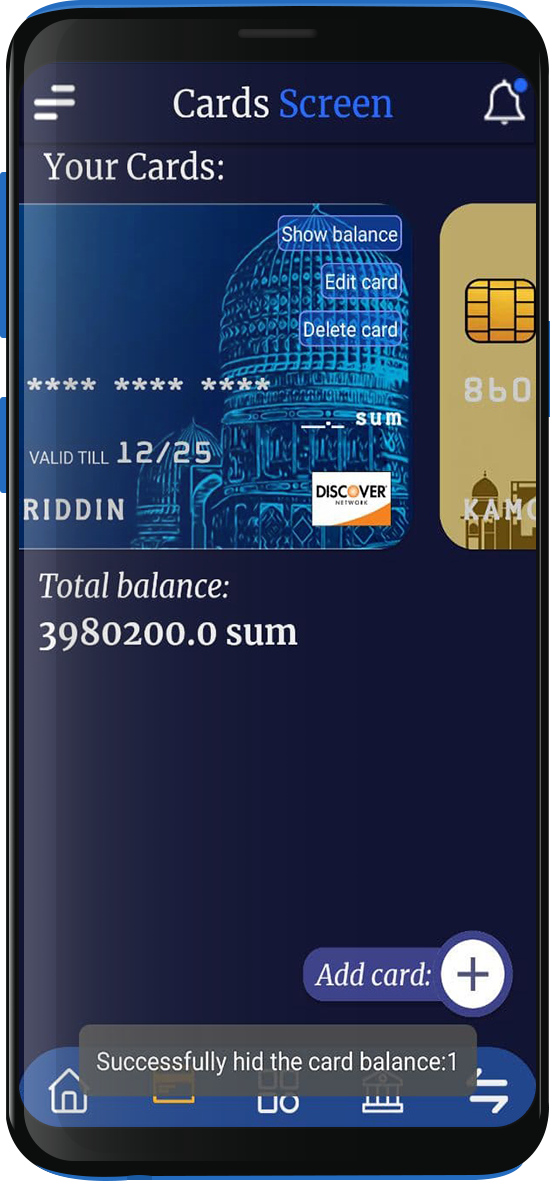 Cards Screen
Your Cards:
Show balance
Edit card
Delete card
**** **** ****
860
__._ sum
VALID TILL 12/25
DISCOVER
NETWORK
RIDDIN
Total balance:
3980200.0 sum
Add card:
Successfully hid the card balance:1